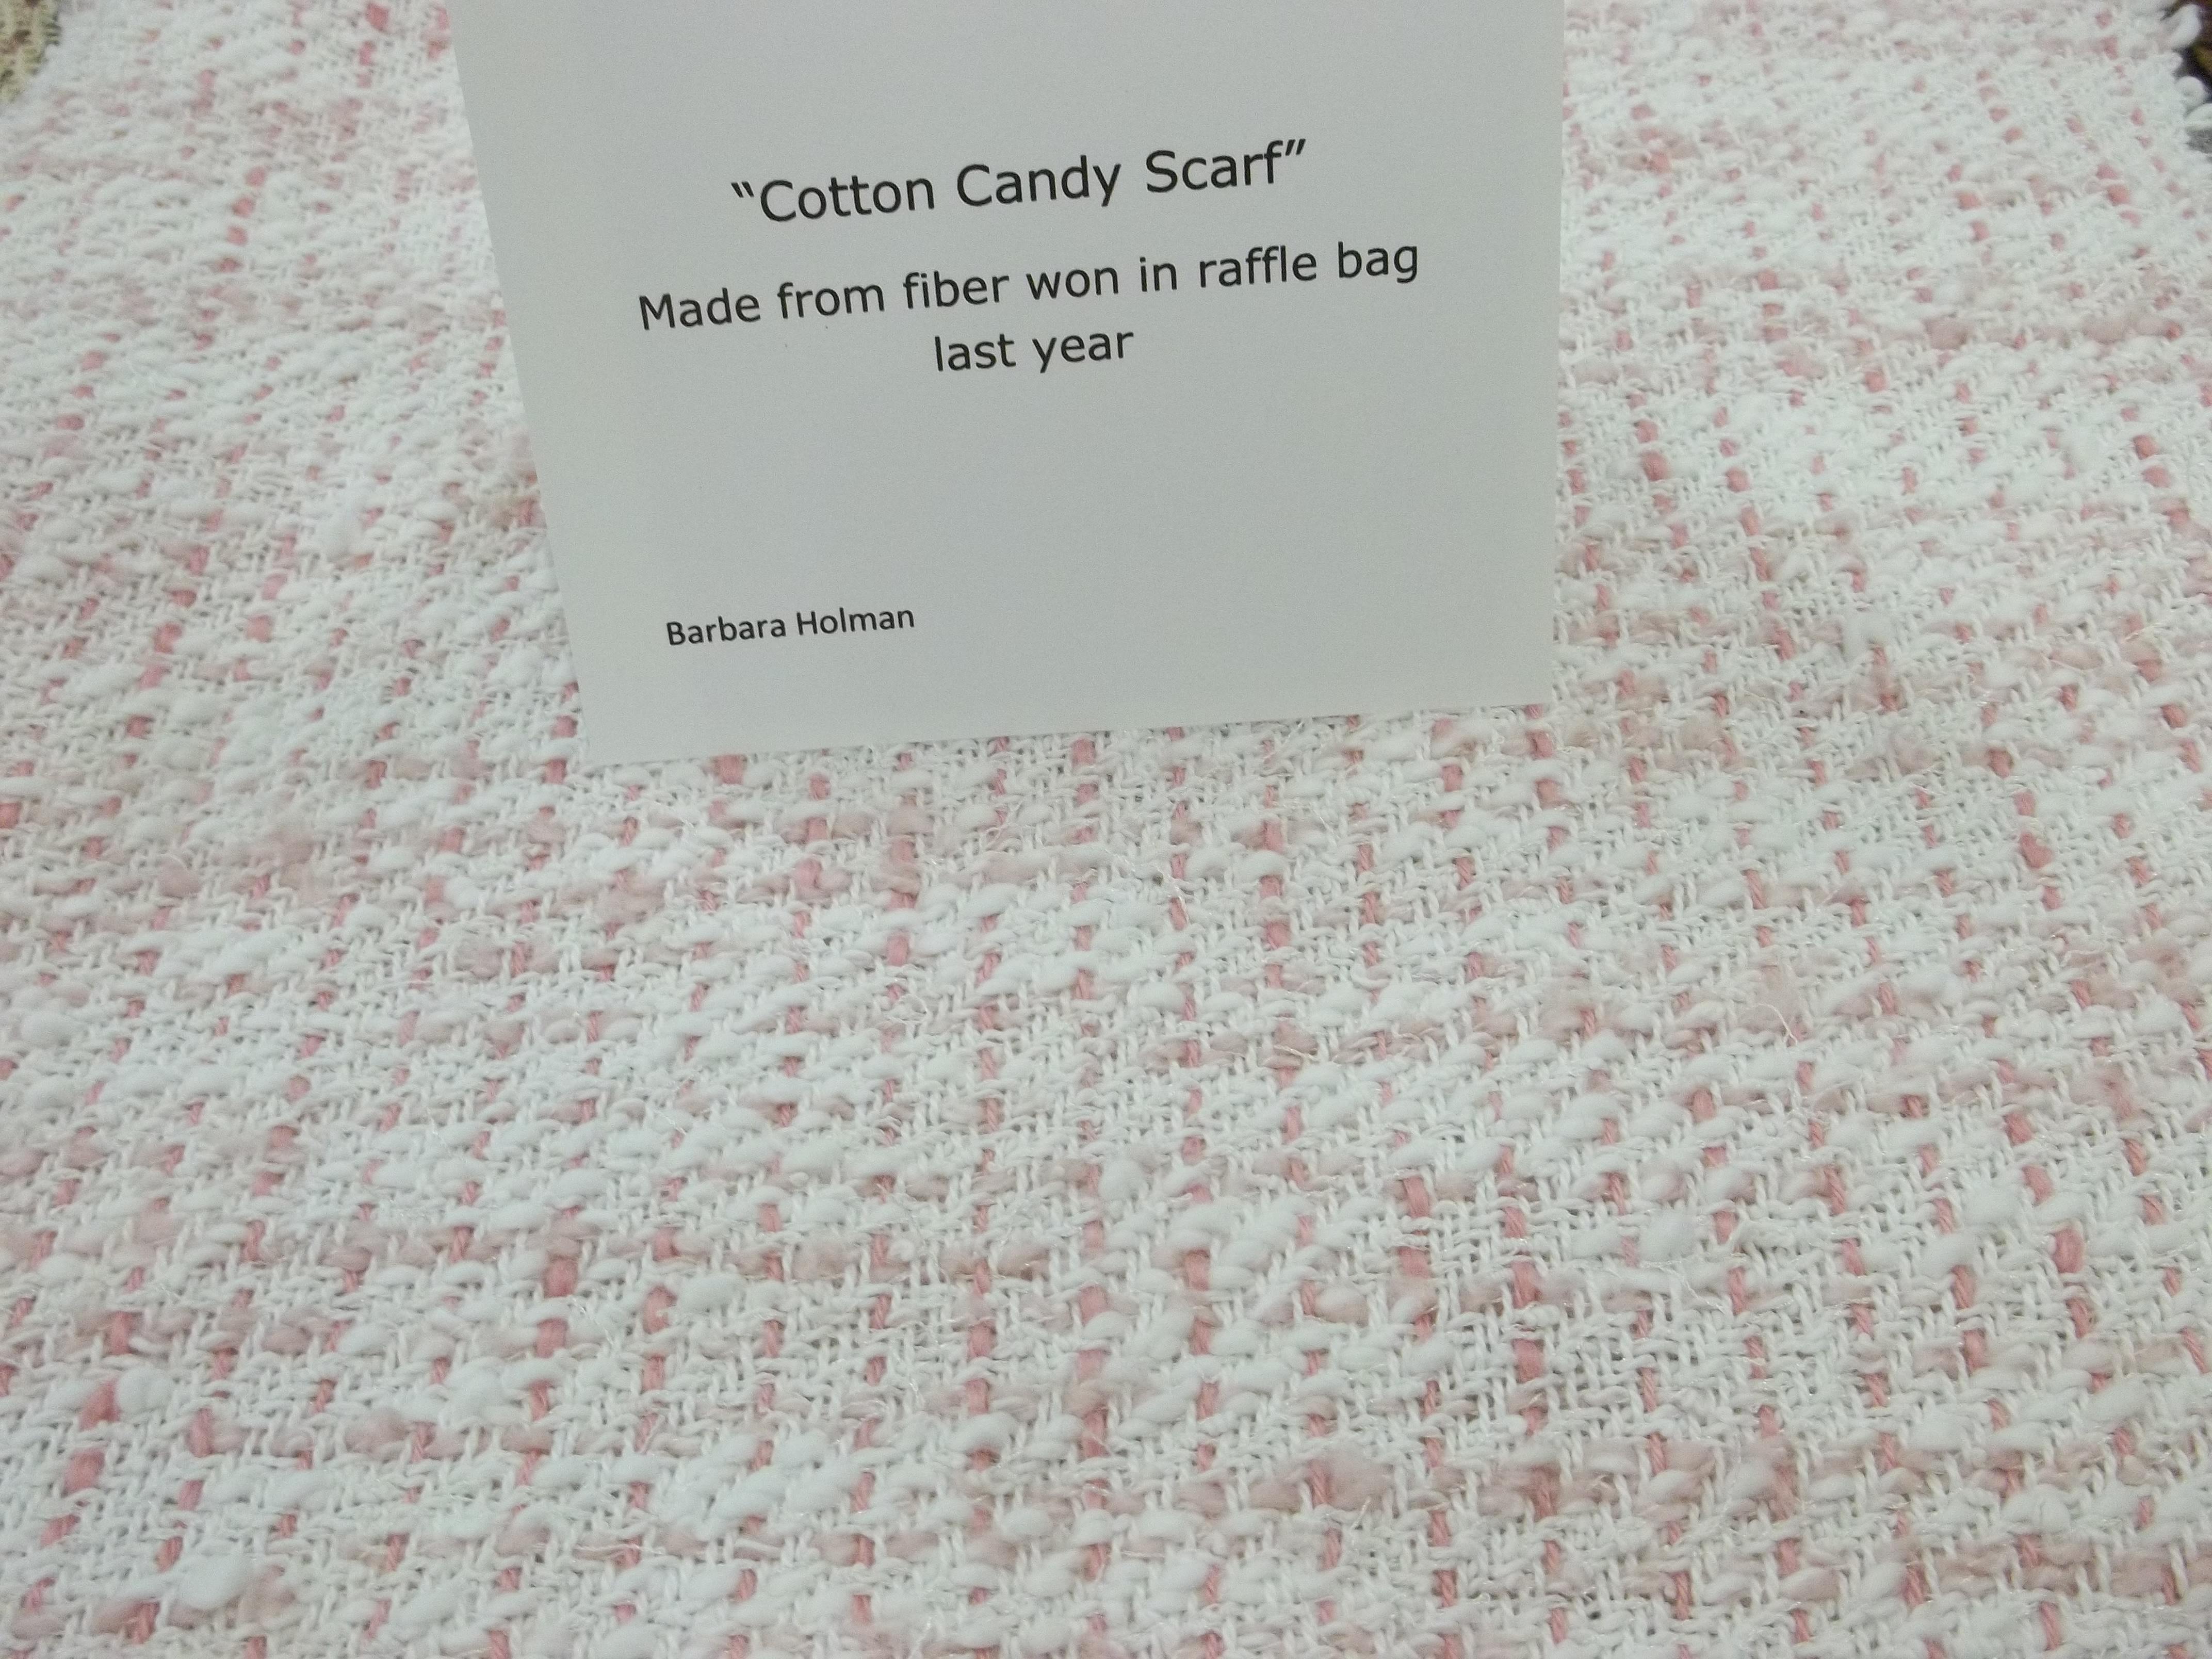 “Cotton Candy Scarf”
Made from fiber won in raffle bag
last year
Barbara Holman